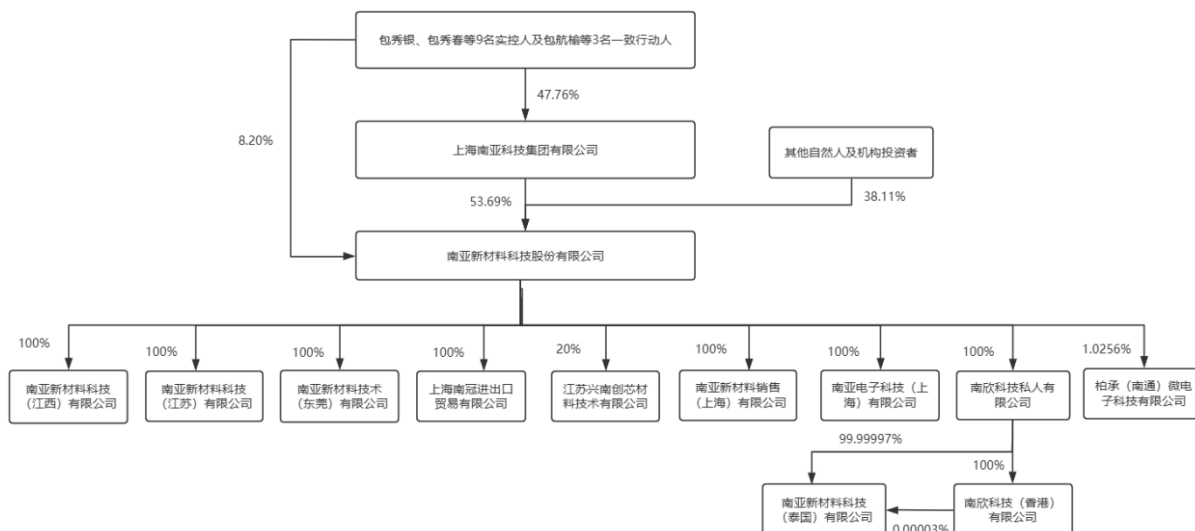 包秀银、包秀春等9名实控人及包航榆等3名一致行动人
47.76%
8.20%
上海南亚科技集团有限公司
其他自然人及机构投资者
53.69%
38.11%
南亚新材料科技股份有限公司
100%
100%
100%
100%
20%
100%
100%
100%
1.0256%
南亚新材料科技
（江西）有限公司
南亚新材料科技
（江苏）有限公司
南亚新材料技术
（东莞）有限公司
上海南冠进出口
贸易有限公司
江苏兴南创芯材
料技术有限公司
南亚新材料销售
（上海）有限公司
南亚电子科技（上
海）有限公司
南欣科技私人有
限公司
柏承（南通）微电
子科技有限公司
99.99997%
100%
南亚新材料科技
（泰国）有限公司
南欣科技（香港）
有限公司
0.00003%